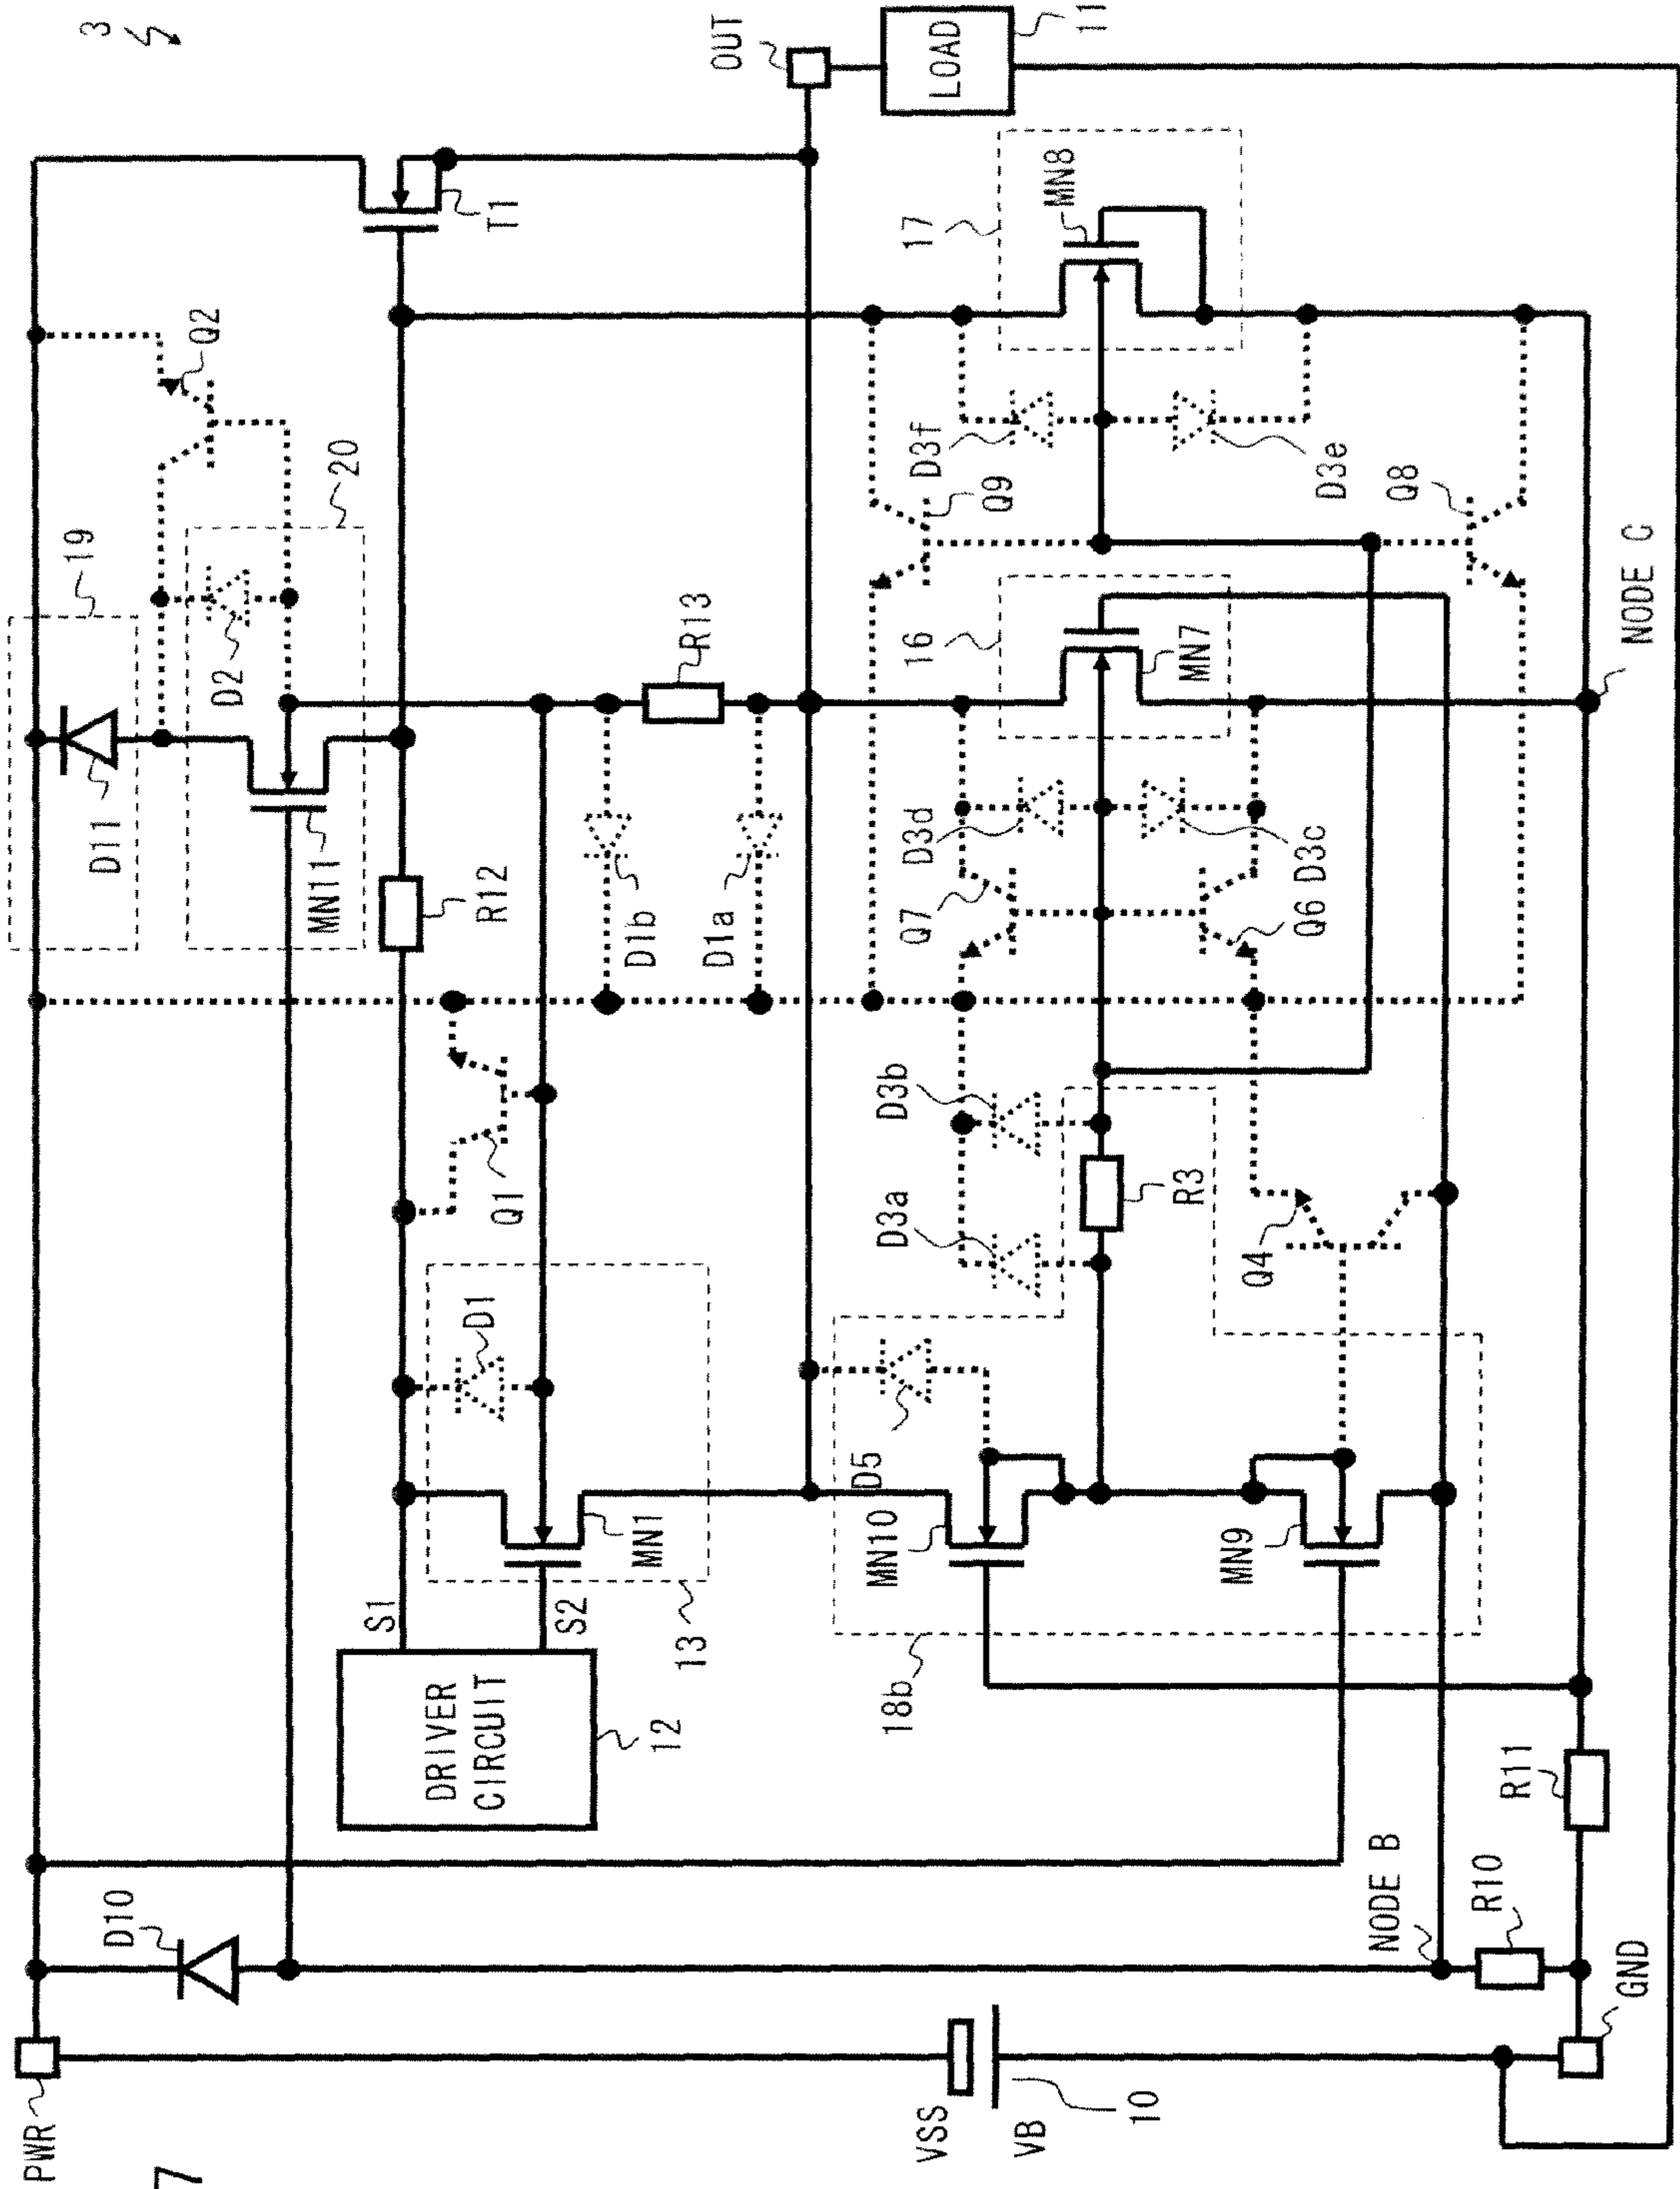 7
3
PWR
D10
D11
19
Q2
20
D2
MN11
R12
T1
OUT
LOAD
11
DRIVER
CIRCUIT
12
S1
S2
13
MN1
D1
Q1
D1b
D1a
R13
18b
MN10
D5
MN9
D3a
D3b
R3
Q4
Q7
Q6
D3d
D3c
16
MN7
17
MN8
D3f
D3e
Q9
Q8
NODE C
NODE B
R10
R11
GND
VSS
VB
10